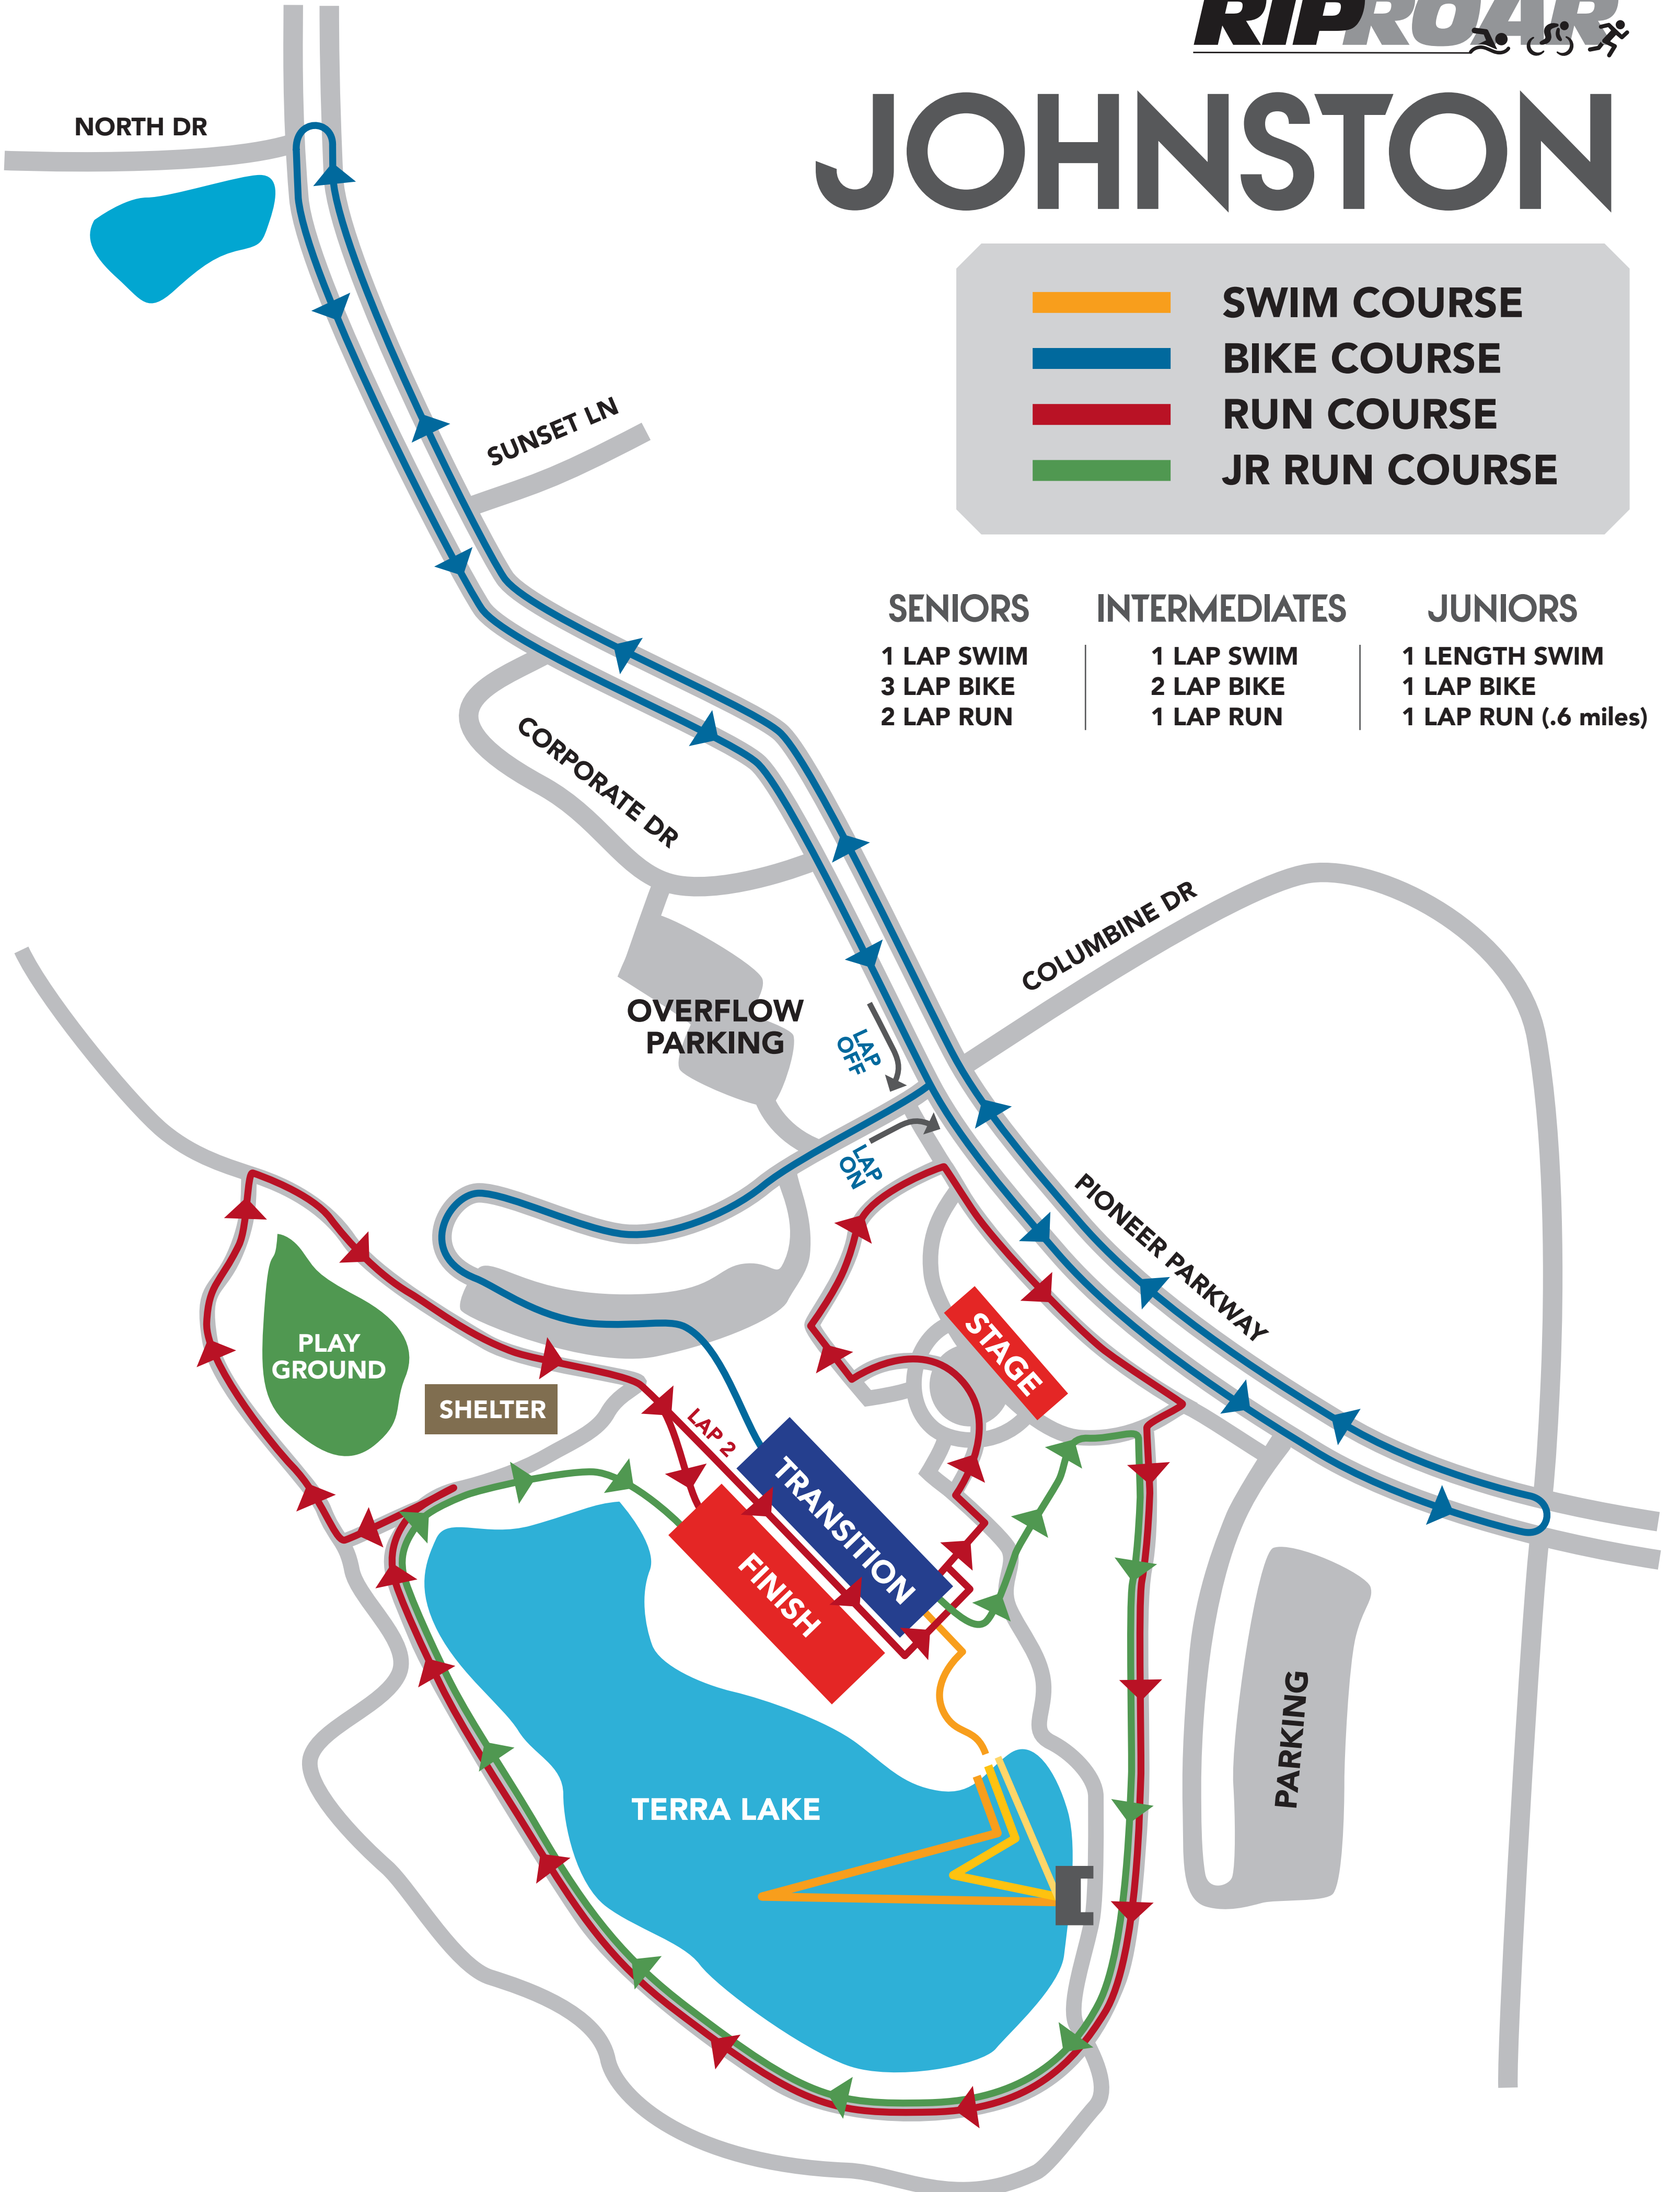 RIPROAR
JOHNSTON
NORTH DR
SWIM COURSE
BIKE COURSE
RUN COURSE
JR RUN COURSE
SUNSET LN
SENIORS
1 LAP SWIM
3 LAP BIKE
2 LAP RUN
INTERMEDIATES
1 LAP SWIM
2 LAP BIKE
1 LAP RUN
JUNIORS
1 LENGTH SWIM
1 LAP BIKE
1 LAP RUN (.6 miles)
CORPORATE DR
COLUMBINE DR
OVERFLOW
PARKING
LAP
OFF
LAP
ON
PIONEER PARKWAY
STAGE
PLAY
GROUND
SHELTER
LAP 2
TRANSITION
FINISH
PARKING
TERRA LAKE